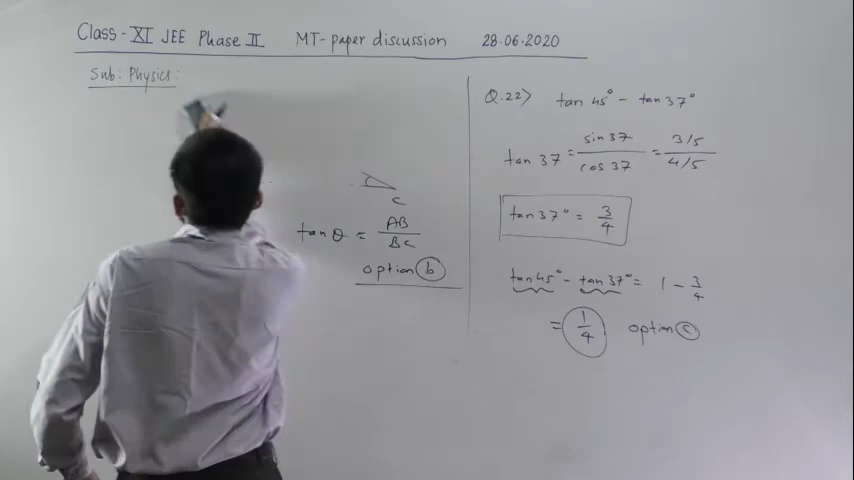 Class - XI JEE Phase II MT- paper discussion 28.06.2020
Sub: Physics:
C
tan θ = AB/BC
option (b)
Q.22> tan 45° - tan 37°
tan 37 = sin 37/cos 37 = 3/5/4/5
tan 37° = 3/4
tan 45° - tan 37° = 1 - 3/4
= 1/4 option (c)